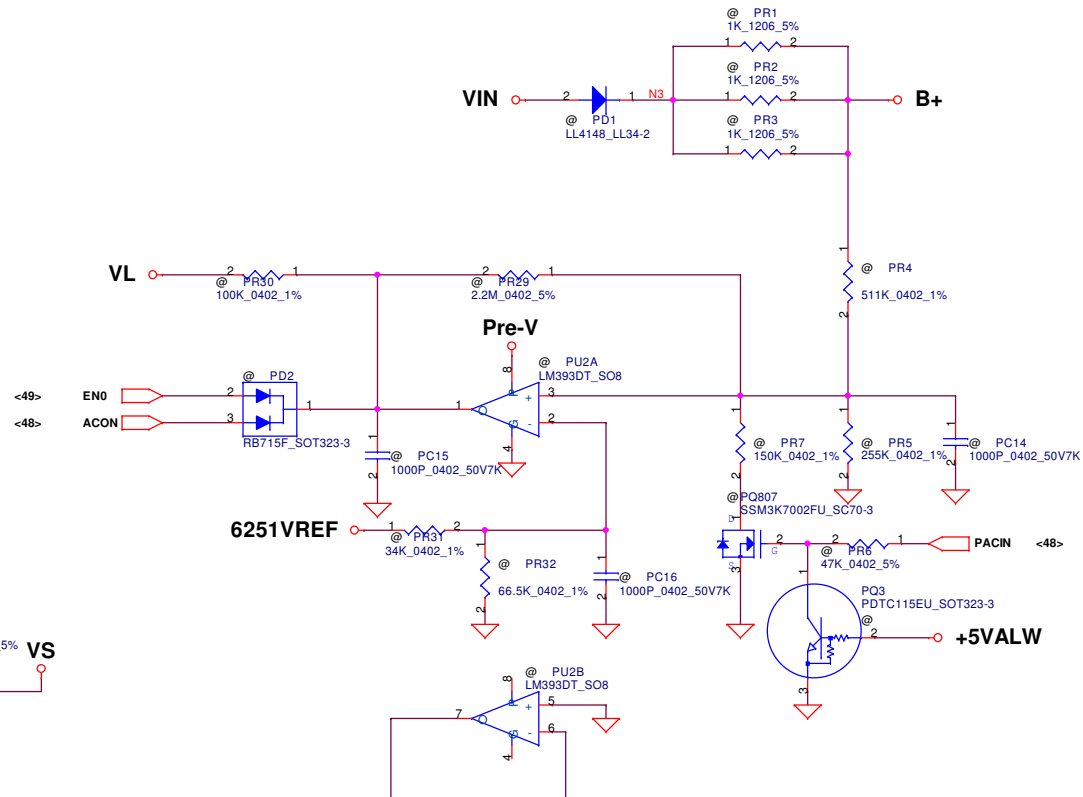 @ PR1
1K_1206_5%
1 2
@ PR2
1K_1206_5%
VIN 2 1 N3 1 2 B+
@ PD1
LL4148_LL34-2
@ PR3
1K_1206_5%
1 2
1
@ PR4
511K_0402_1%
2
VL 2 1 2 1
@ PR30
100K_0402_1%
@ PR29
2.2M_0402_5%
Pre-V
@ PU2A
LM393DT_SO8
8
P
3
+
1
O
2
-
G
4
<49> EN0 2
<48> ACON 3
@ PD2
1
RB715F_SOT323-3
1
@ PC15
1000P_0402_50V7K
2
1
@ PR7
150K_0402_1%
2
1
@ PR5
255K_0402_1%
2
1
@ PC14
1000P_0402_50V7K
2
@PQ807
SSM3K7002FU_SC70-3
D
1
2
G
S
3
6251VREF 1 2
@ PR31
34K_0402_1%
1
@ PR32
66.5K_0402_1%
2
1
@ PC16
1000P_0402_50V7K
2
2 1
@ PR6
47K_0402_5%
PACIN <48>
PQ3
PDTC115EU_SOT323-3
@
1
2
3
+5VALW
_5% VS
@ PU2B
LM393DT_SO8
8
P
5
+
7
O
6
-
G
4